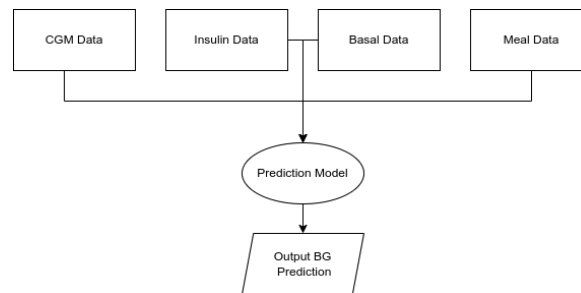 CGM Data
Insulin Data
Basal Data
Meal Data
Prediction Model
Output BG
Prediction